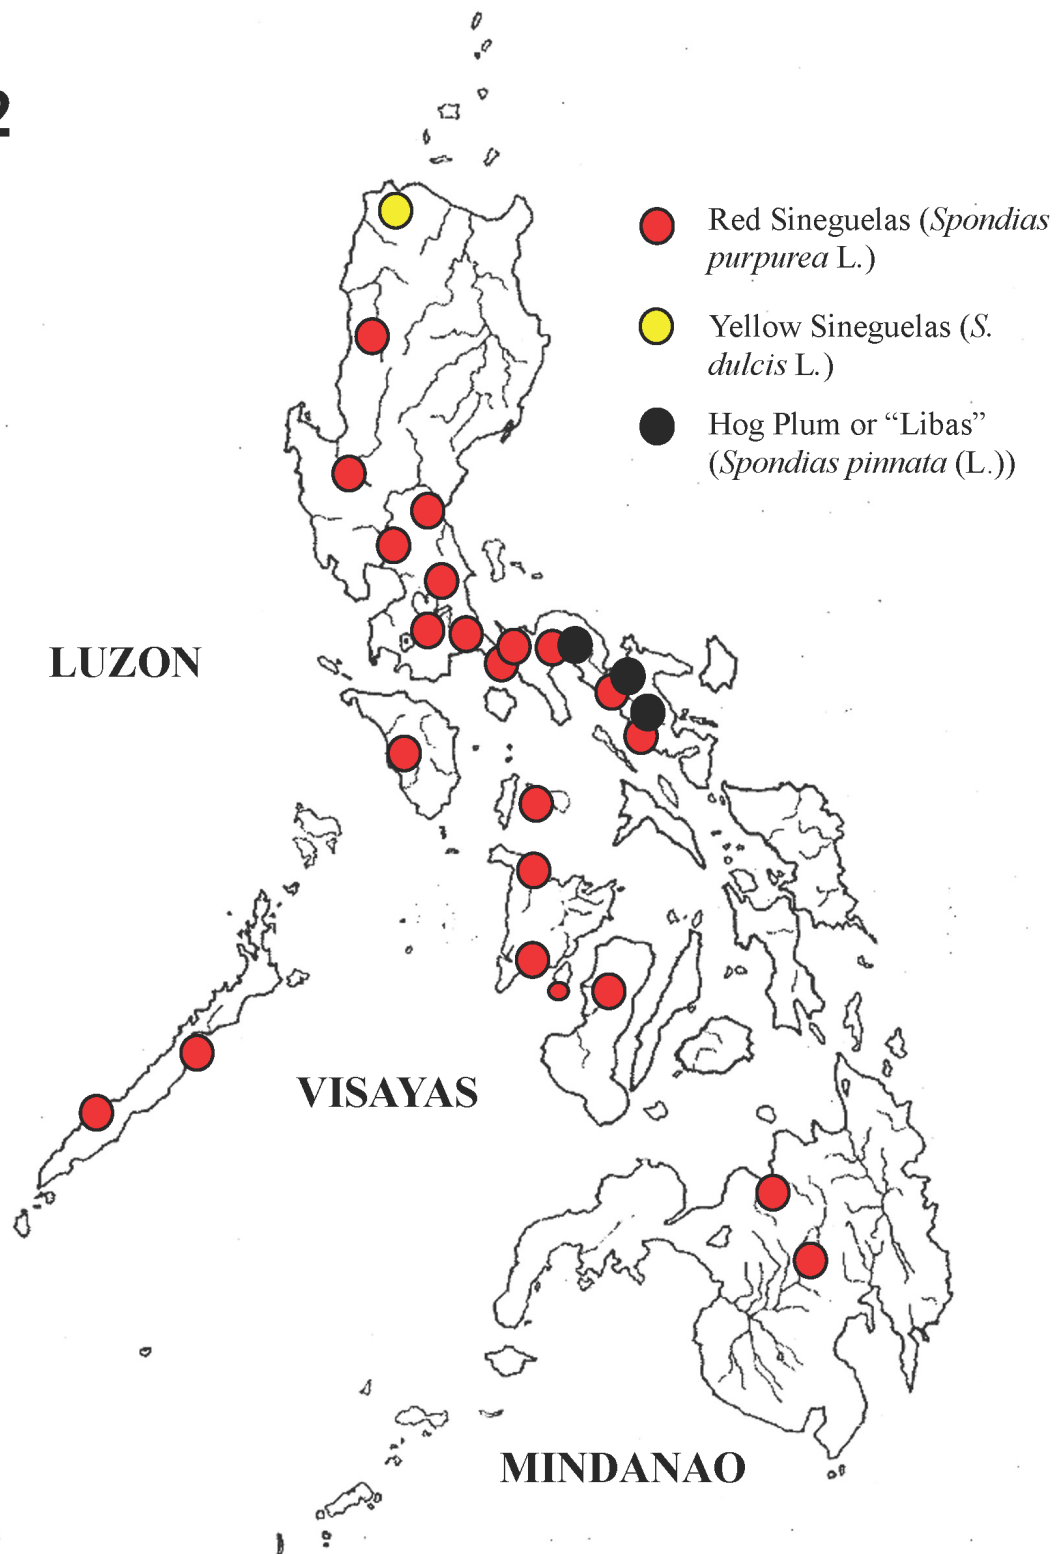 2
Red Sineguelas (Spondias
purpurea L.)
Yellow Sineguelas (S.
dulcis L.)
Hog Plum or “Libas”
(Spondias pinnata (L.))
LUZON
VISAYAS
MINDANAO